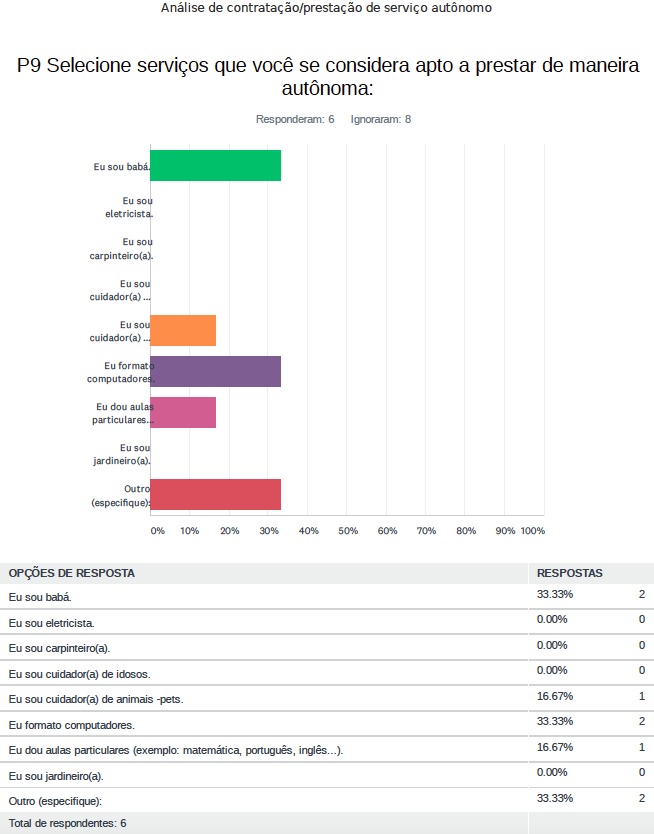 Análise de contratação/prestação de serviço autônomo
P9 Selecione serviços que você se considera apto a prestar de maneira
autônoma:
Responderam: 6 Ignoraram: 8
Eu sou babá.
Eu sou
eletricista.
Eu sou
carpinteiro(a).
Eu sou
cuidador(a) ...
Eu sou
cuidador(a) ...
Eu formato
computadores.
Eu dou aulas
particulares...
Eu sou
jardineiro(a).
Outro
(especifique):
0% 10% 20% 30% 40% 50% 60% 70% 80% 90% 100%
OPÇÕES DE RESPOSTA RESPOSTAS
Eu sou babá. 33.33% 2
Eu sou eletricista. 0.00% 0
Eu sou carpinteiro(a). 0.00% 0
Eu sou cuidador(a) de idosos. 0.00% 0
Eu sou cuidador(a) de animais -pets. 16.67% 1
Eu formato computadores. 33.33% 2
Eu dou aulas particulares (exemplo: matemática, português, inglês...). 16.67% 1
Eu sou jardineiro(a). 0.00% 0
Outro (especifique): 33.33% 2
Total de respondentes: 6